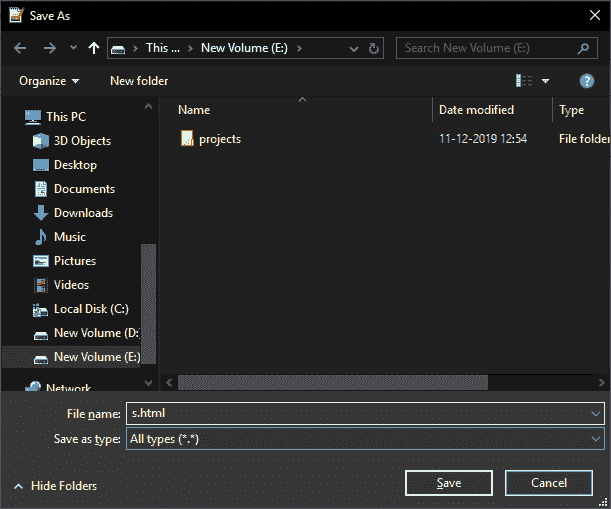 Save As
This ... New Volume (E:) Search New Volume (E:)
Organize New folder ?
Name Date modified Type
This PC
3D Objects
projects 11-12-2019 12:54 File folder
Desktop
Documents
Downloads
Music
Pictures
Videos
Local Disk (C:)
New Volume (D:
New Volume (E:)
Network
File name: s.html
Save as type: All types (*.*)
Hide Folders Save Cancel